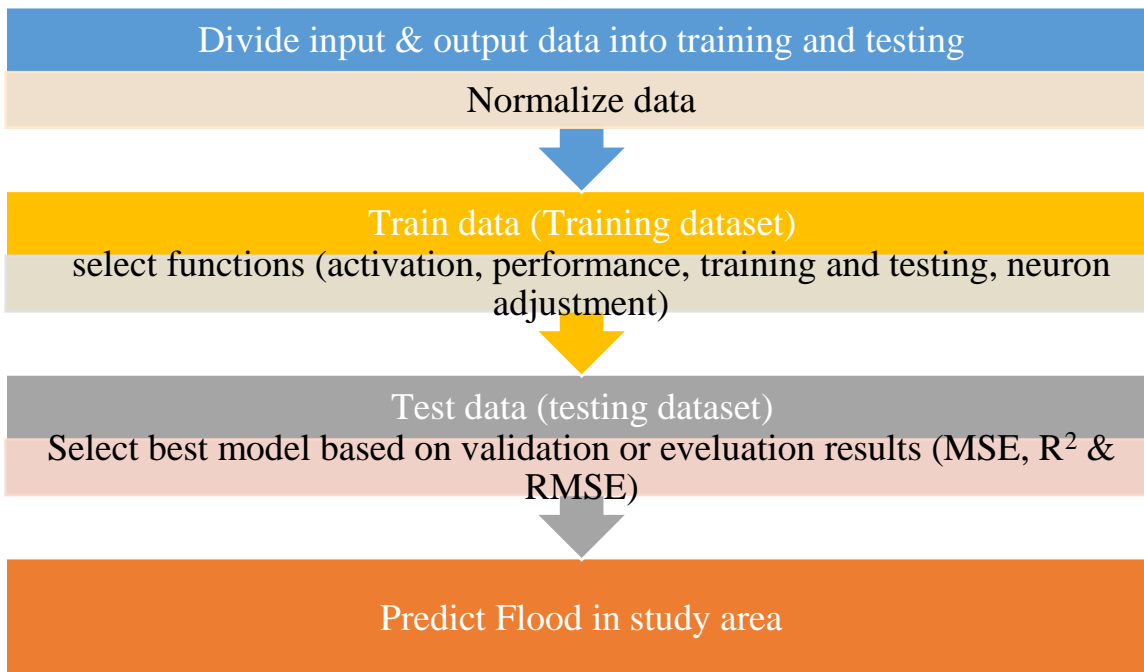 Divide input & output data into training and testing
Normalize data
Train data (Training dataset)
select functions (activation, performance, training and testing, neuron
adjustment)
Test data (testing dataset)
Select best model based on validation or eveluation results (MSE, R² &
RMSE)
Predict Flood in study area